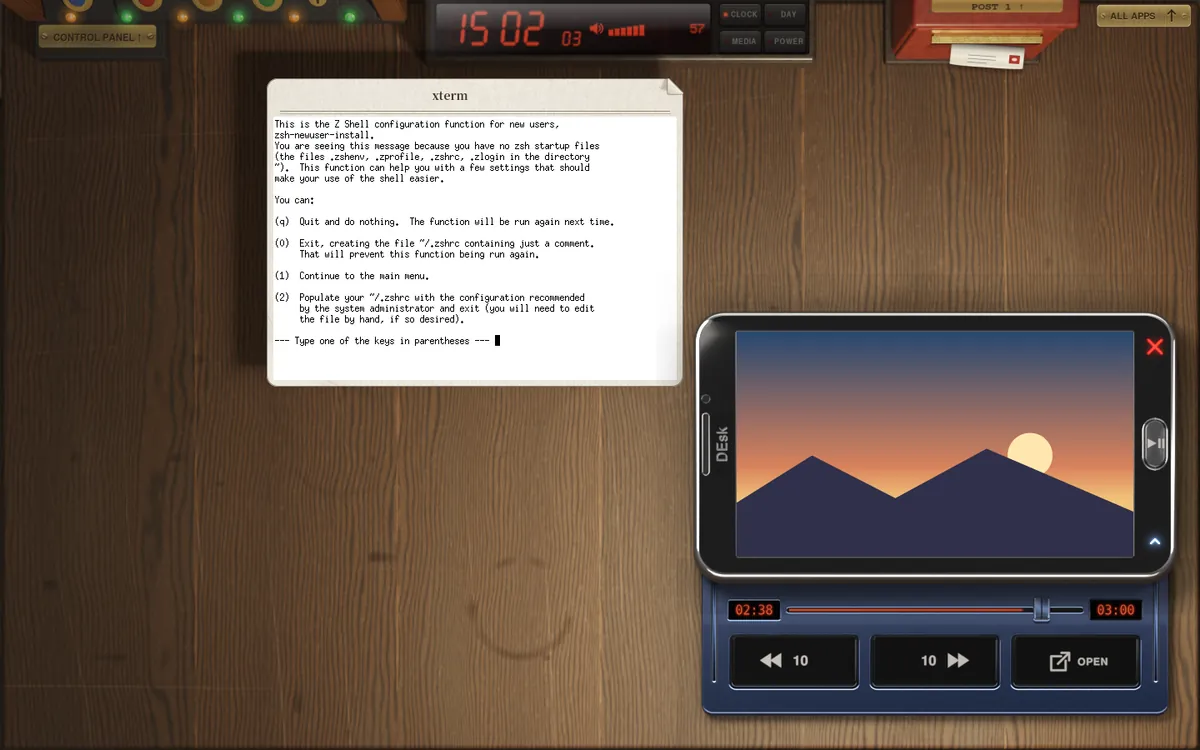 CONTROL PANEL !
15 02 03
57
CLOCK
DAY
MEDIA
POWER
POST 1 !
ALL APPS
xterm
This is the Z Shell configuration function for new users,
zsh-newuser-install.
You are seeing this message because you have no zsh startup files
(the files .zshenv, .zprofile, .zshrc, .zlogin in the directory
~).  This function can help you with a few settings that should
make your use of the shell easier.
You can:
(q)  Quit and do nothing.  The function will be run again next time.
(0)  Exit, creating the file ~/.zshrc containing just a comment.
That will prevent this function being run again.
(1)  Continue to the main menu.
(2)  Populate your ~/.zshrc with the configuration recommended
by the system administrator and exit (you will need to edit
the file by hand, if so desired).
--- Type one of the keys in parentheses ---
DEsk
02:38
03:00
10
10
OPEN